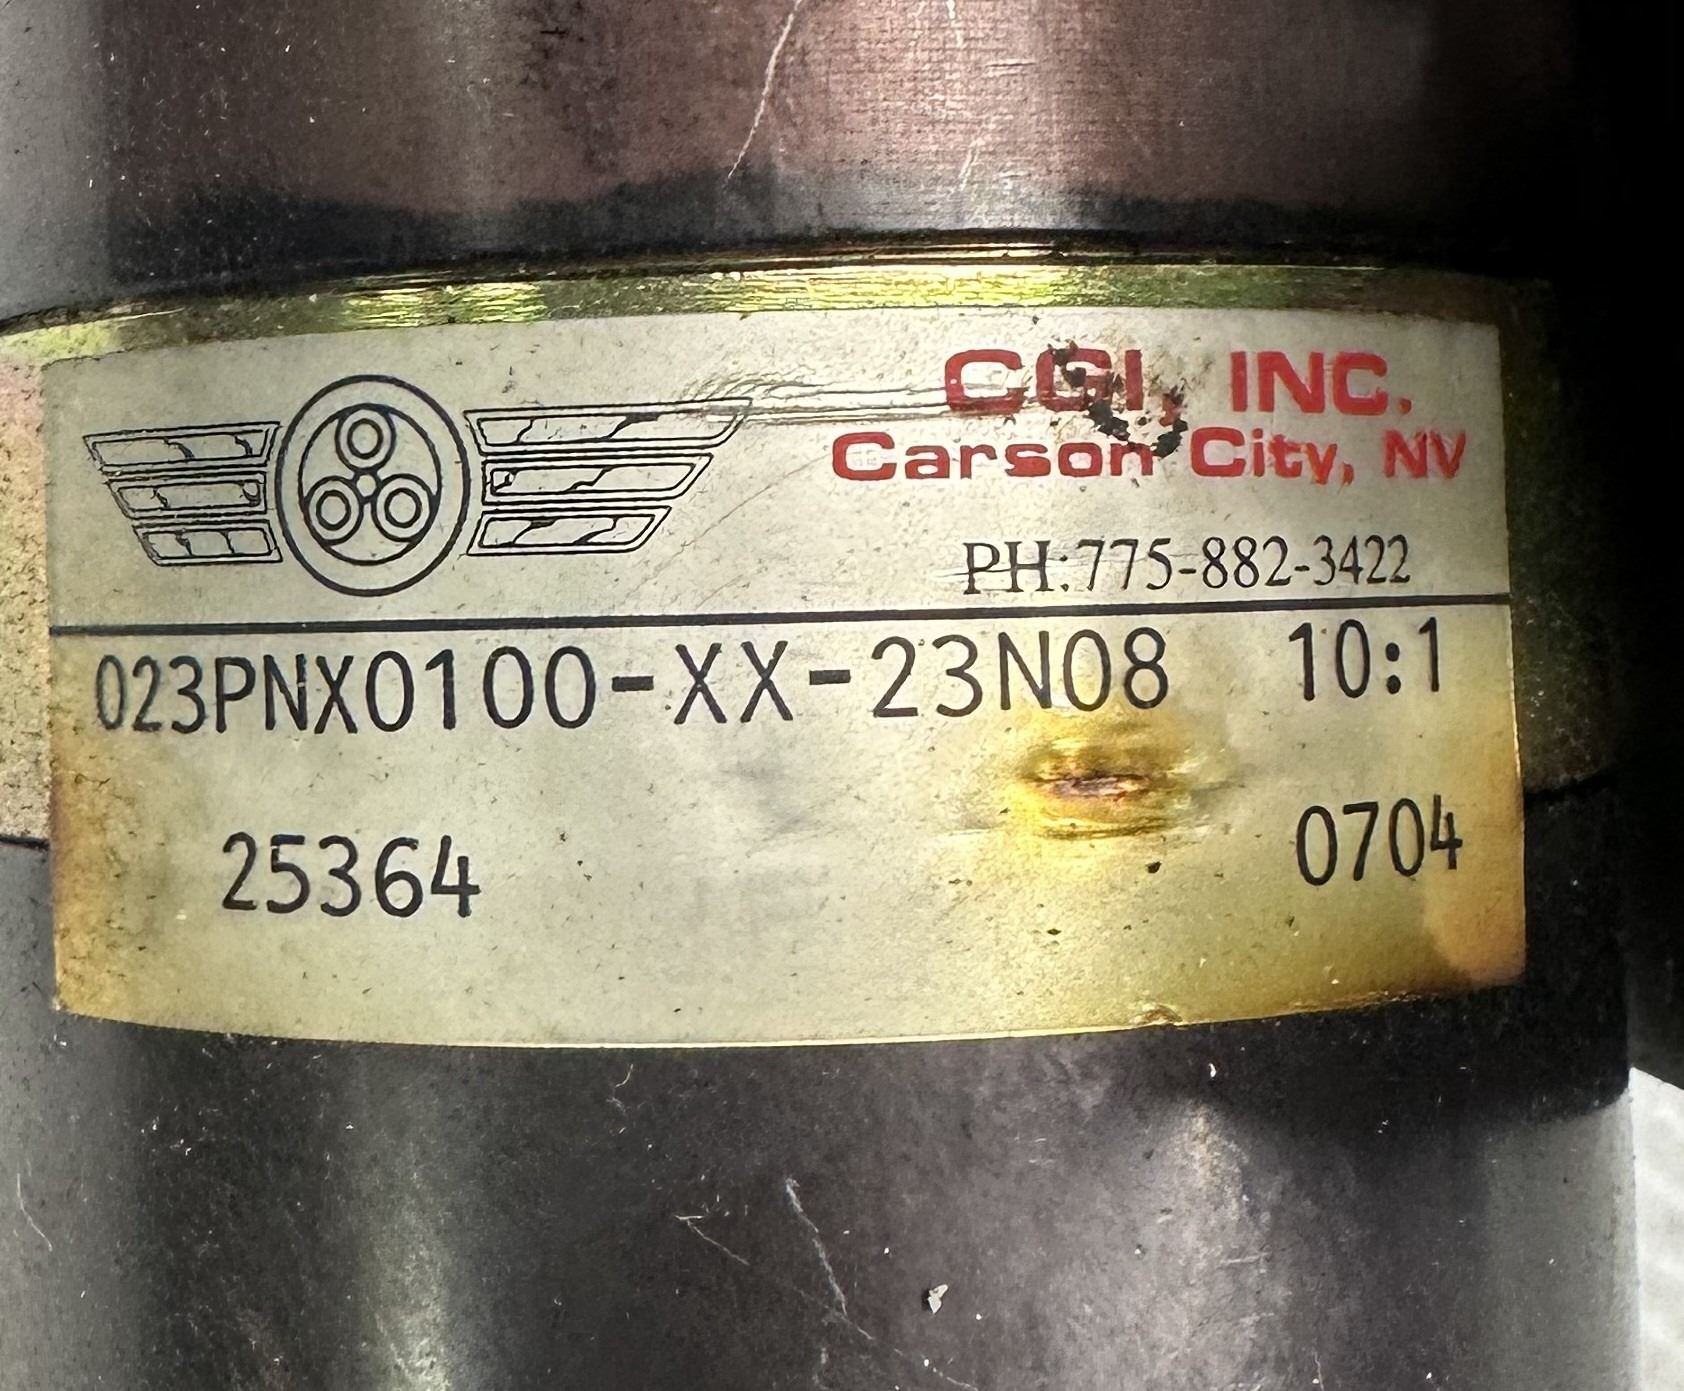 CGI, INC.
Carson City, NV
PH:775-882-3422
023PNX0100-XX-23N08 10:1
25364 0704